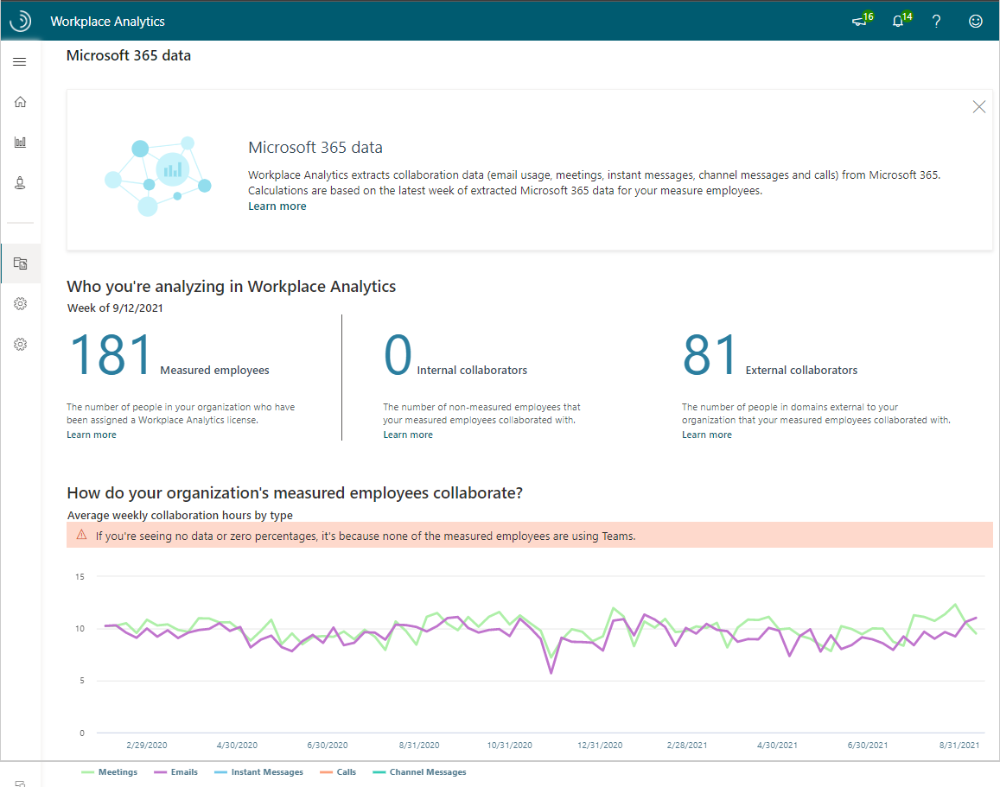 Workplace Analytics
16
14
?
Microsoft 365 data
Microsoft 365 data
Workplace Analytics extracts collaboration data (email usage, meetings, instant messages, channel messages and calls) from Microsoft 365.
Calculations are based on the latest week of extracted Microsoft 365 data for your measure employees.
Learn more
Who you're analyzing in Workplace Analytics
Week of 9/12/2021
181 Measured employees
The number of people in your organization who have
been assigned a Workplace Analytics license.
Learn more
0 Internal collaborators
The number of non-measured employees that
your measured employees collaborated with.
Learn more
81 External collaborators
The number of people in domains external to your
organization that your measured employees collaborated with.
Learn more
How do your organization's measured employees collaborate?
Average weekly collaboration hours by type
If you're seeing no data or zero percentages, it's because none of the measured employees are using Teams.
15
10
5
0
2/29/2020 4/30/2020 6/30/2020 8/31/2020 10/31/2020 12/31/2020 2/28/2021 4/30/2021 6/30/2021 8/31/2021
Meetings Emails Instant Messages Calls Channel Messages